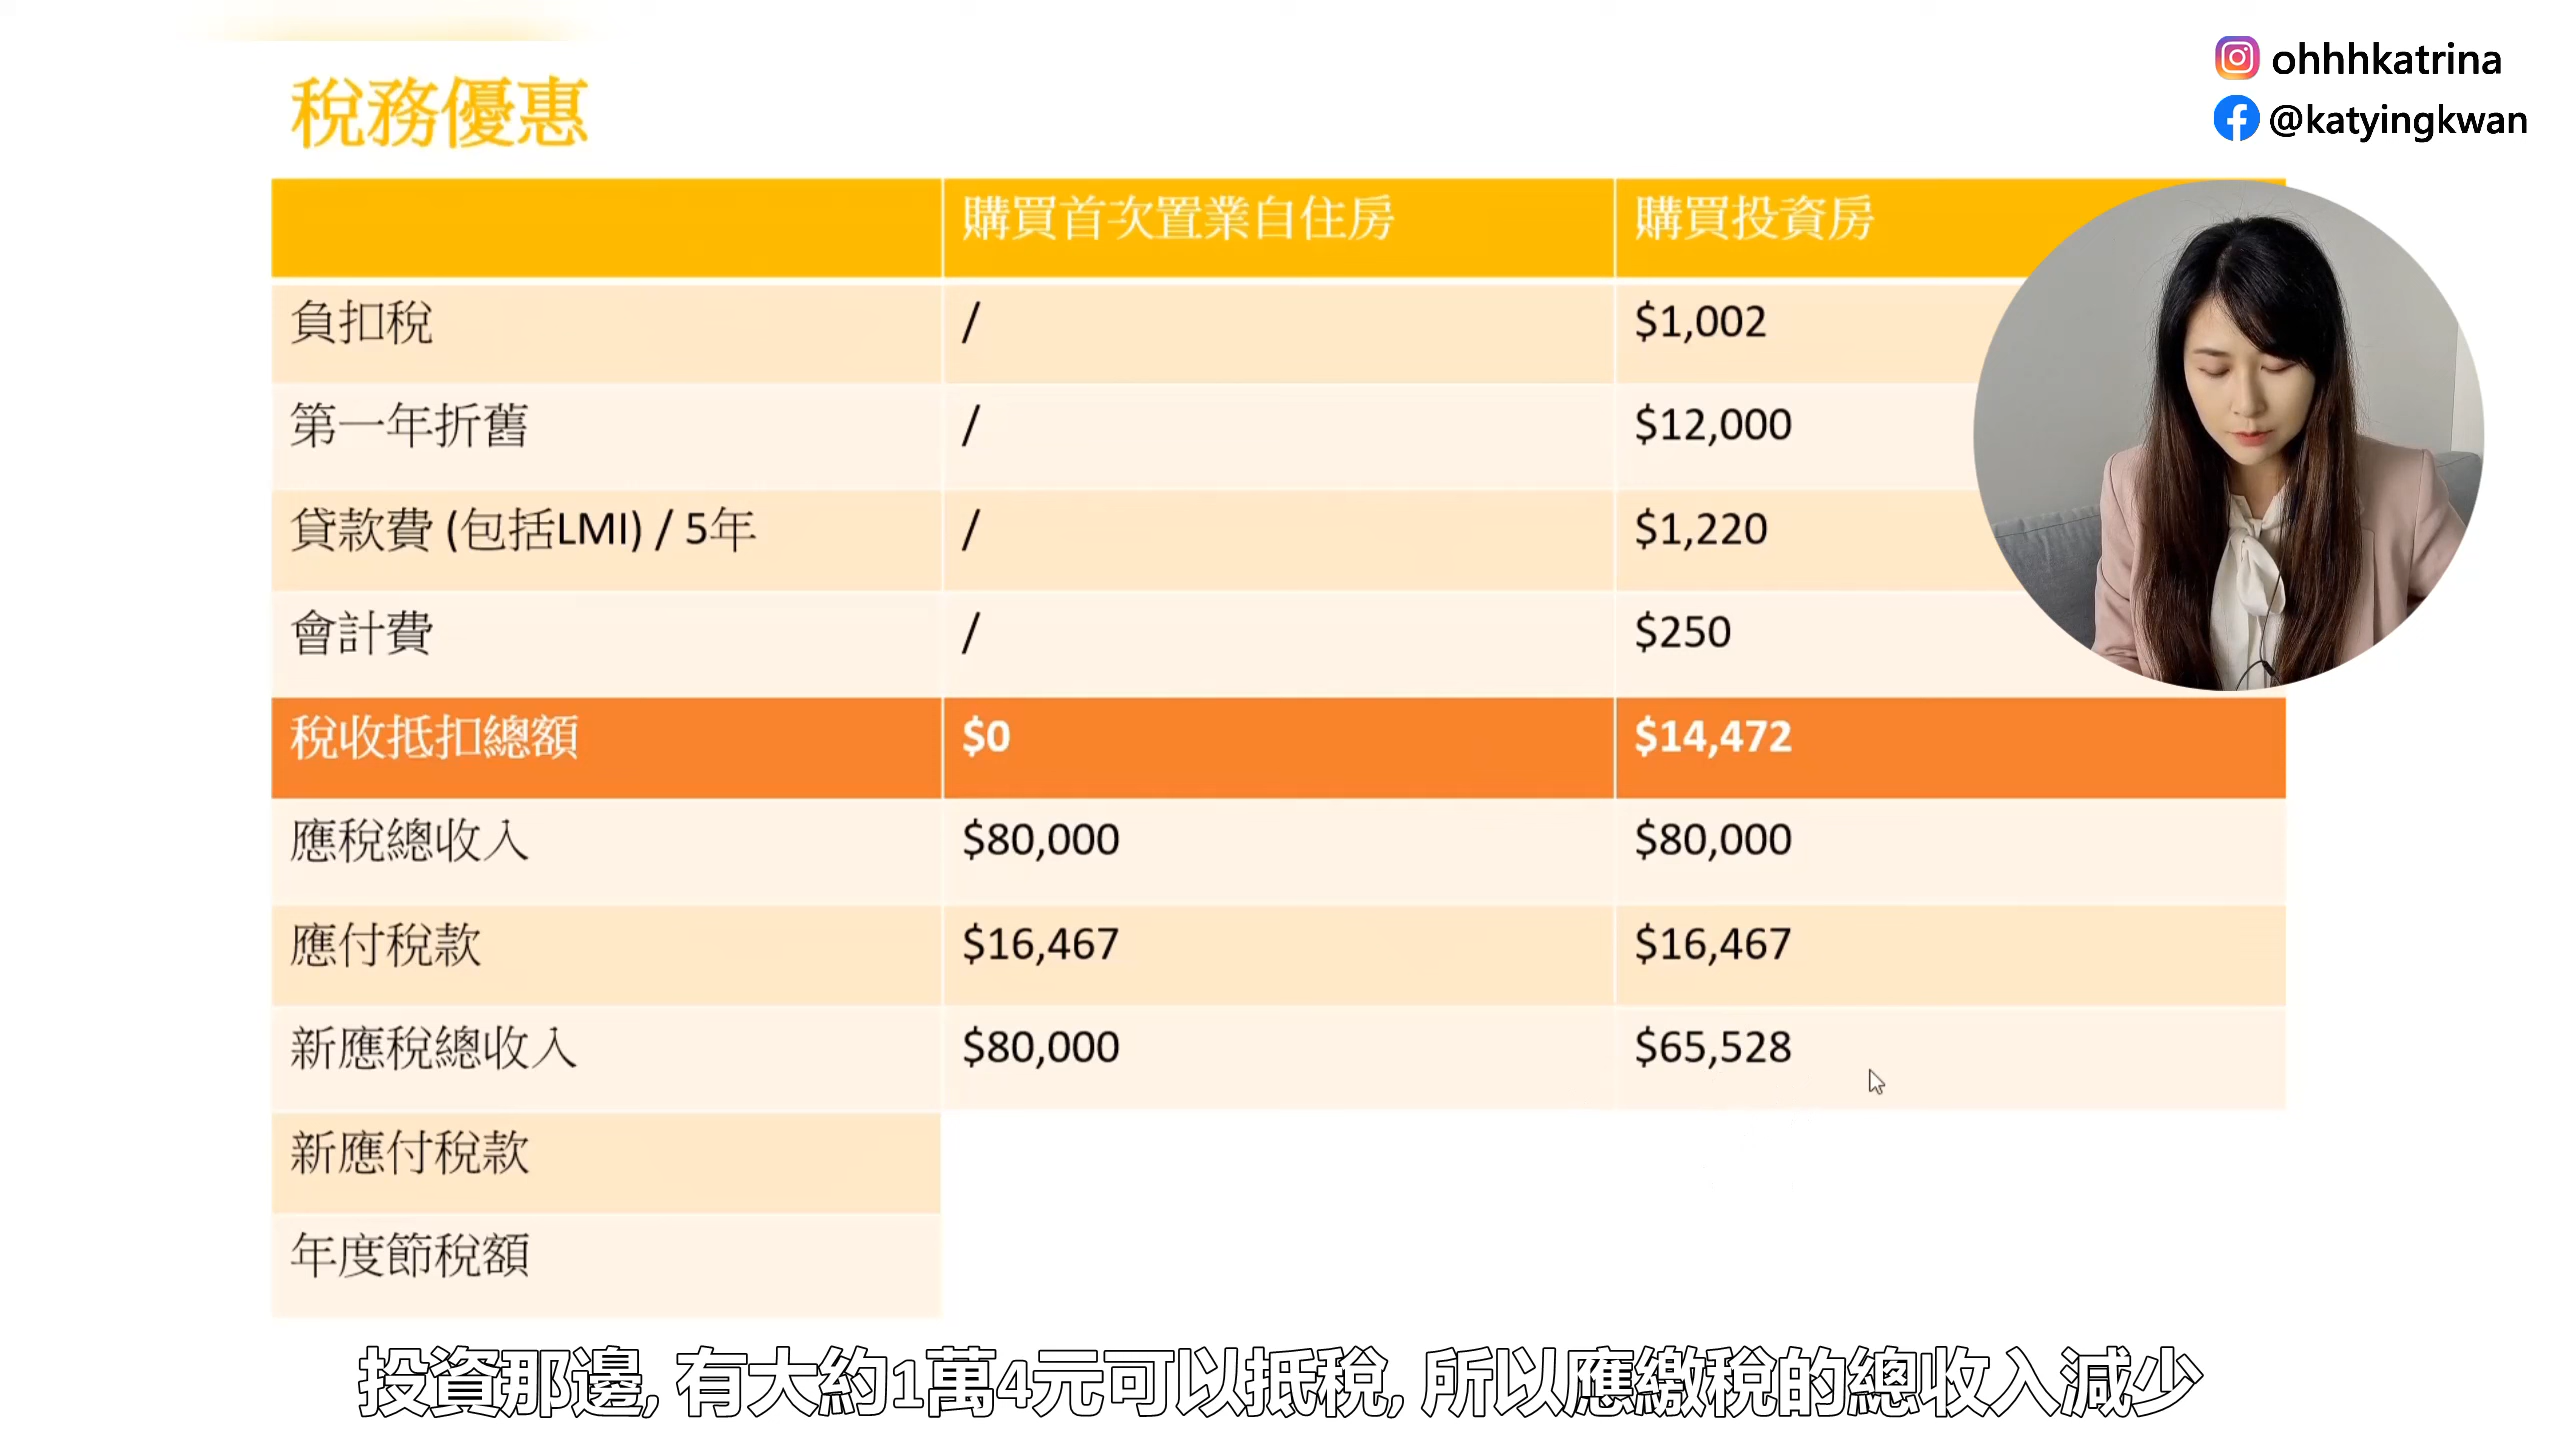 ohhhkatrina
@katyingkwan
稅務優惠
購買首次置業自住房 購買投資房
負扣稅 / $1,002
第一年折舊 / $12,000
貸款費 (包括LMI) / 5年 / $1,220
會計費 / $250
稅收抵扣總額 $0 $14,472
應稅總收入 $80,000 $80,000
應付稅款 $16,467 $16,467
新應稅總收入 $80,000 $65,528
新應付稅款
年度節稅額
投資那邊, 有大約1萬4元可以抵稅, 所以應繳稅的總收入減少